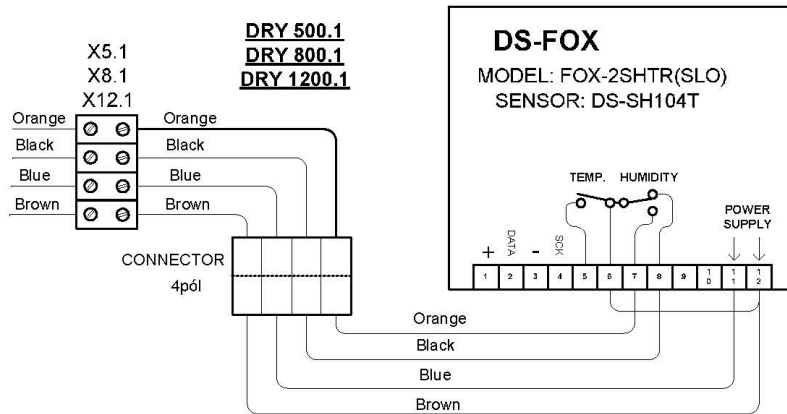 DRY 500.1
DRY 800.1
DRY 1200.1
X5.1
X8.1
X12.1
Orange
Orange
Black
Black
Blue
Blue
Brown
Brown
CONNECTOR
4pól
DS-FOX
MODEL: FOX-2SHTR(SLO)
SENSOR: DS-SH104T
TEMP. HUMIDITY
POWER
SUPPLY
+ DATA - SCK
1 2 3 4 5 6 7 8 9 10 11 12
Orange
Black
Blue
Brown